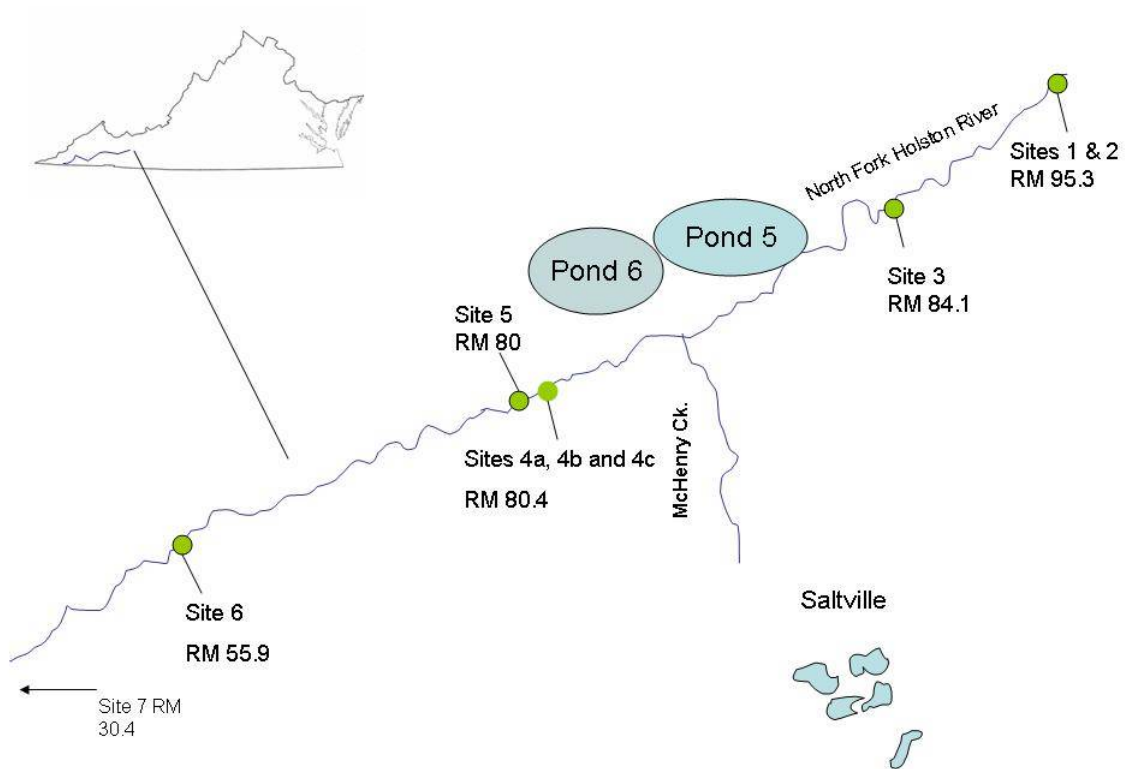 North Fork Holston River
Sites 1 & 2
RM 95.3
Pond 5
Pond 6
Site 3
RM 84.1
Site 5
RM 80
Sites 4a, 4b and 4c
RM 80.4
McHenry Ck.
Saltville
Site 6
RM 55.9
Site 7 RM
30.4